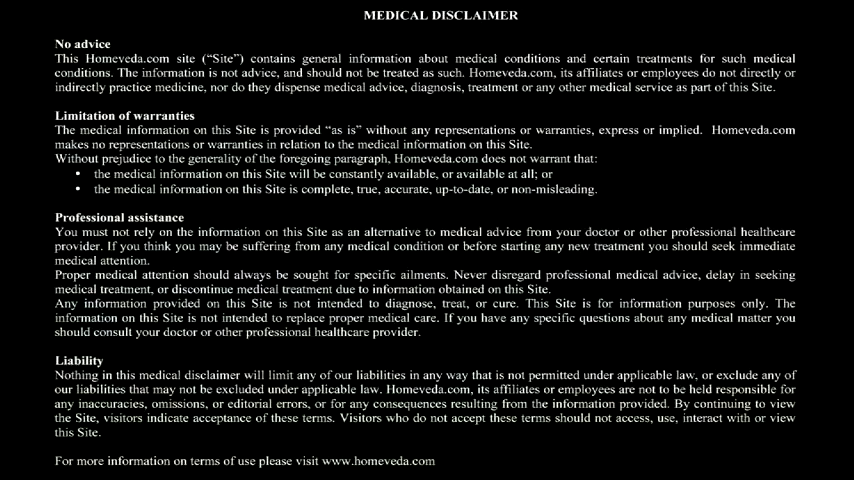 MEDICAL DISCLAIMER
No advice
This Homeveda.com site (“Site”) contains general information about medical conditions and certain treatments for such medical
conditions. The information is not advice, and should not be treated as such. Homeveda.com, its affiliates or employees do not directly or
indirectly practice medicine, nor do they dispense medical advice, diagnosis, treatment or any other medical service as part of this Site.
Limitation of warranties
The medical information on this Site is provided “as is” without any representations or warranties, express or implied. Homeveda.com
makes no representations or warranties in relation to the medical information on this Site.
Without prejudice to the generality of the foregoing paragraph, Homeveda.com does not warrant that:
• the medical information on this Site will be constantly available, or available at all; or
• the medical information on this Site is complete, true, accurate, up-to-date, or non-misleading.
Professional assistance
You must not rely on the information on this Site as an alternative to medical advice from your doctor or other professional healthcare
provider. If you think you may be suffering from any medical condition or before starting any new treatment you should seek immediate
medical attention.
Proper medical attention should always be sought for specific ailments. Never disregard professional medical advice, delay in seeking
medical treatment, or discontinue medical treatment due to information obtained on this Site.
Any information provided on this Site is not intended to diagnose, treat, or cure. This Site is for information purposes only. The
information on this Site is not intended to replace proper medical care. If you have any specific questions about any medical matter you
should consult your doctor or other professional healthcare provider.
Liability
Nothing in this medical disclaimer will limit any of our liabilities in any way that is not permitted under applicable law, or exclude any of
our liabilities that may not be excluded under applicable law. Homeveda.com, its affiliates or employees are not to be held responsible for
any inaccuracies, omissions, or editorial errors, or for any consequences resulting from the information provided. By continuing to view
the Site, visitors indicate acceptance of these terms. Visitors who do not accept these terms should not access, use, interact with or view
this Site.
For more information on terms of use please visit www.homeveda.com